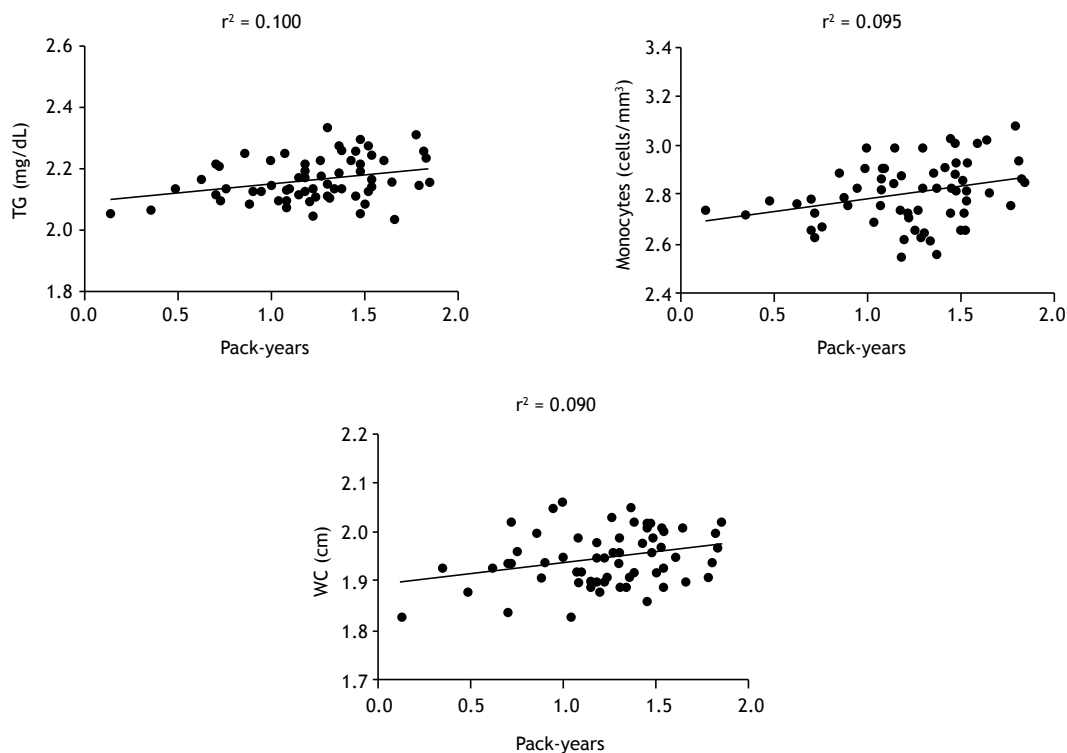 r² = 0.100
2.6
2.4
2.2
2.0
1.8
TG (mg/dL)
0.0 0.5 1.0 1.5 2.0
Pack-years
r² = 0.095
3.4
3.2
3.0
2.8
2.6
2.4
Monocytes (cells/mm³)
0.0 0.5 1.0 1.5 2.0
Pack-years
r² = 0.090
2.2
2.1
2.0
1.9
1.8
1.7
WC (cm)
0.0 0.5 1.0 1.5 2.0
Pack-years